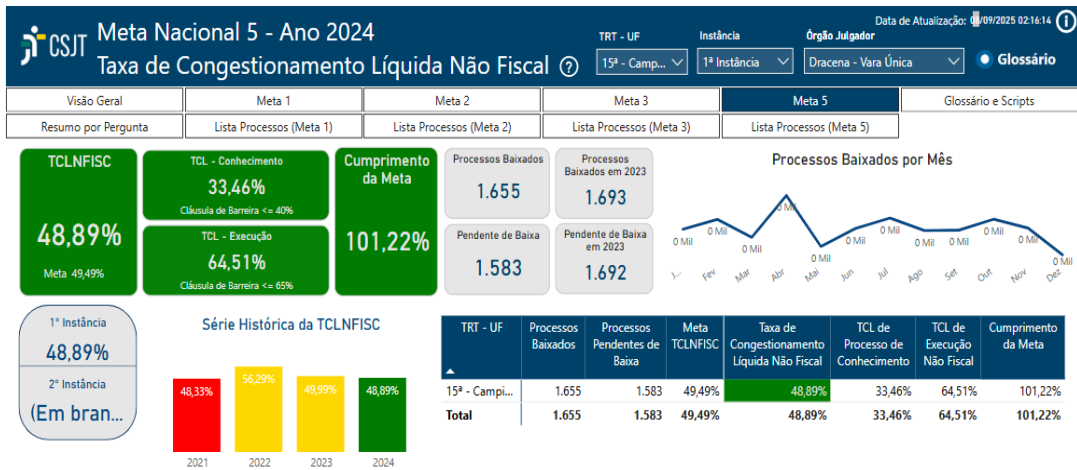 CSJT
Meta Nacional 5 - Ano 2024
Taxa de Congestionamento Líquida Não Fiscal ?
Data de Atualização: 08/09/2025 02:16:14
TRT - UF
15ª - Camp...
Instância
1ª Instância
Órgão Julgador
Dracena - Vara Única
Glossário
Visão Geral
Meta 1
Meta 2
Meta 3
Meta 5
Glossário e Scripts
Resumo por Pergunta
Lista Processos (Meta 1)
Lista Processos (Meta 2)
Lista Processos (Meta 3)
Lista Processos (Meta 5)
TCLNFISC
48,89%
Meta 49,49%
TCL - Conhecimento
33,46%
Cláusula de Barreira <= 40%
TCL - Execução
64,51%
Cláusula de Barreira <= 65%
Cumprimento
da Meta
101,22%
Processos Baixados
1.655
Processos
Baixados em 2023
1.693
Pendente de Baixa
1.583
Pendente de Baixa
em 2023
1.692
Processos Baixados por Mês
0 Mil 0 Mil 0 Mil 0 Mil 0 Mil 0 Mil 0 Mil 0 Mil 0 Mil 0 Mil 0 Mil 0 Mil
J... Fev Mar Abr Mai Jun Jul Ago Set Out Nov Dez
1ª Instância
48,89%
2ª Instância
(Em bran...
Série Histórica da TCLNFISC
48,33% 56,29% 49,99% 48,89%
2021 2022 2023 2024
TRT - UF
Processos
Baixados
Processos
Pendentes de
Baixa
Meta
TCLNFISC
Taxa de
Congestionamento
Líquida Não Fiscal
TCL de
Processo de
Conhecimento
TCL de
Execução
Não Fiscal
Cumprimento
da Meta
15ª - Campi... 1.655 1.583 49,49% 48,89% 33,46% 64,51% 101,22%
Total 1.655 1.583 49,49% 48,89% 33,46% 64,51% 101,22%